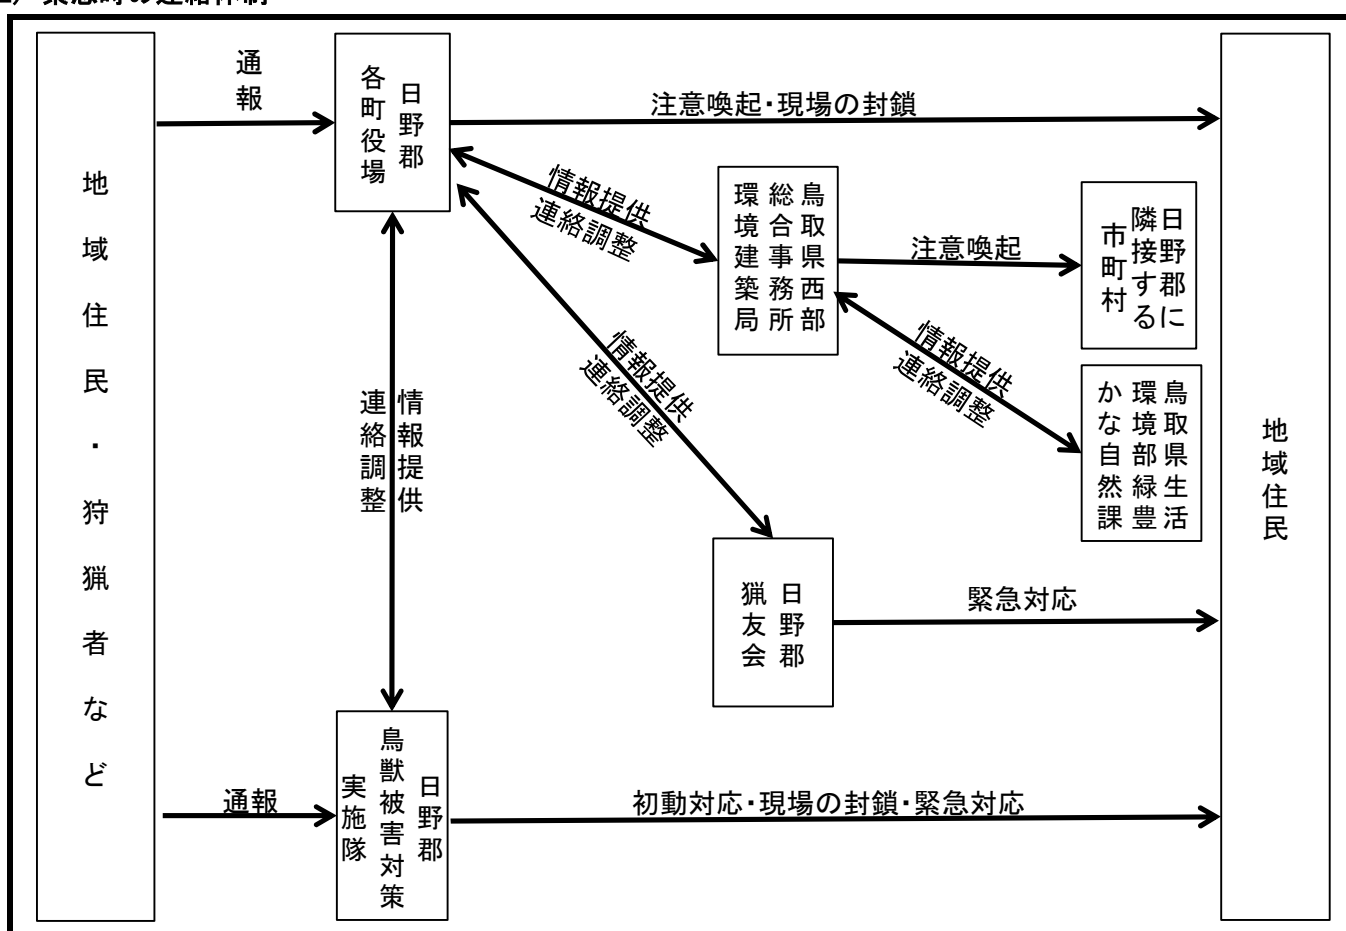 緊急時の連絡体制
地域住民・狩猟者など
通報
日野郡
各町役場
注意喚起・現場の封鎖
情報提供
連絡調整
鳥取県西部
総合事務所
環境建築局
注意喚起
日野郡に
隣接する
市町村
情報提供
連絡調整
鳥取県生活
環境部緑豊
かな自然課
情報提供
連絡調整
情報提供
連絡調整
日野郡
猟友会
緊急対応
地域住民
通報
日野郡
鳥獣被害対策
実施隊
初動対応・現場の封鎖・緊急対応